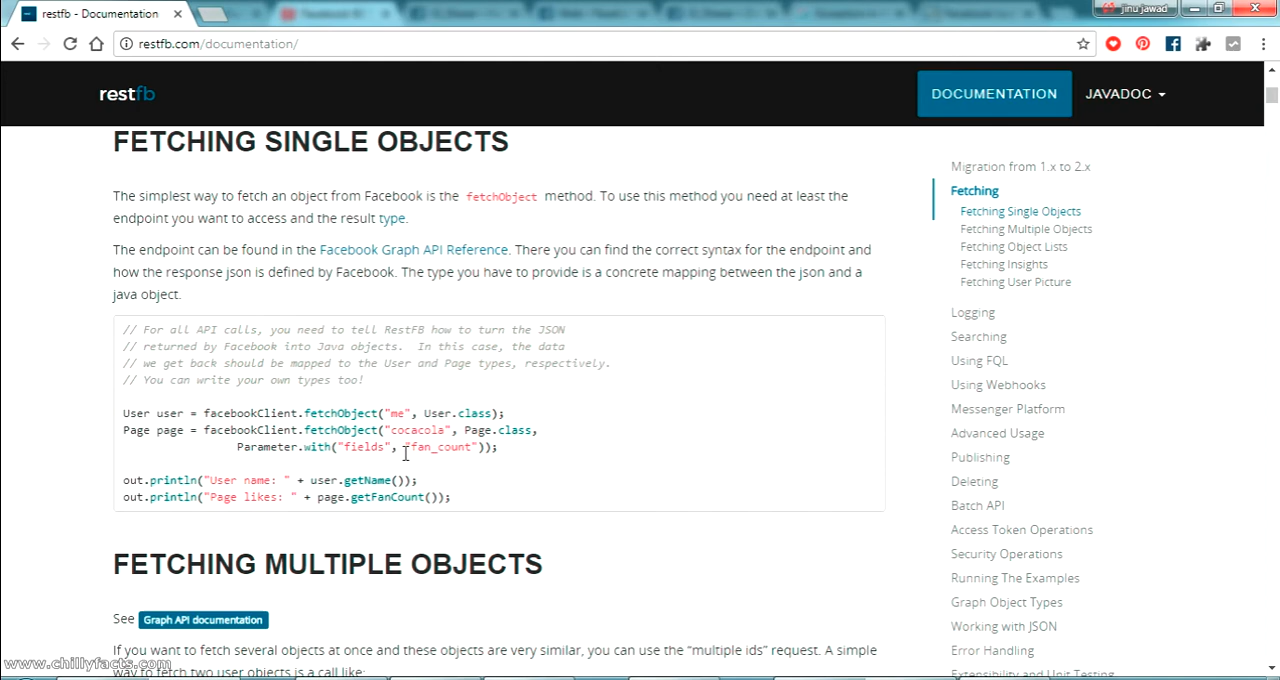 restfb - Documentation
jinu jawad
restfb.com/documentation/
restfb
DOCUMENTATION
JAVADOC
FETCHING SINGLE OBJECTS
The simplest way to fetch an object from Facebook is the fetchObject method. To use this method you need at least the
endpoint you want to access and the result type.
The endpoint can be found in the Facebook Graph API Reference. There you can find the correct syntax for the endpoint and
how the response json is defined by Facebook. The type you have to provide is a concrete mapping between the json and a
java object.
// For all API calls, you need to tell RestFB how to turn the JSON
// returned by Facebook into Java objects.  In this case, the data
// we get back should be mapped to the User and Page types, respectively.
// You can write your own types too!
User user = facebookClient.fetchObject("me", User.class);
Page page = facebookClient.fetchObject("cocacola", Page.class,
Parameter.with("fields", "fan_count"));
out.println("User name: " + user.getName());
out.println("Page likes: " + page.getFanCount());
FETCHING MULTIPLE OBJECTS
See Graph API documentation
If you want to fetch several objects at once and these objects are very similar, you can use the “multiple ids” request. A simple
way to fetch two user objects is a call like:
Migration from 1.x to 2.x
Fetching
Fetching Single Objects
Fetching Multiple Objects
Fetching Object Lists
Fetching Insights
Fetching User Picture
Logging
Searching
Using FQL
Using Webhooks
Messenger Platform
Advanced Usage
Publishing
Deleting
Batch API
Access Token Operations
Security Operations
Running The Examples
Graph Object Types
Working with JSON
Error Handling
Extensibility and Unit Testing
www.chillyfacts.com